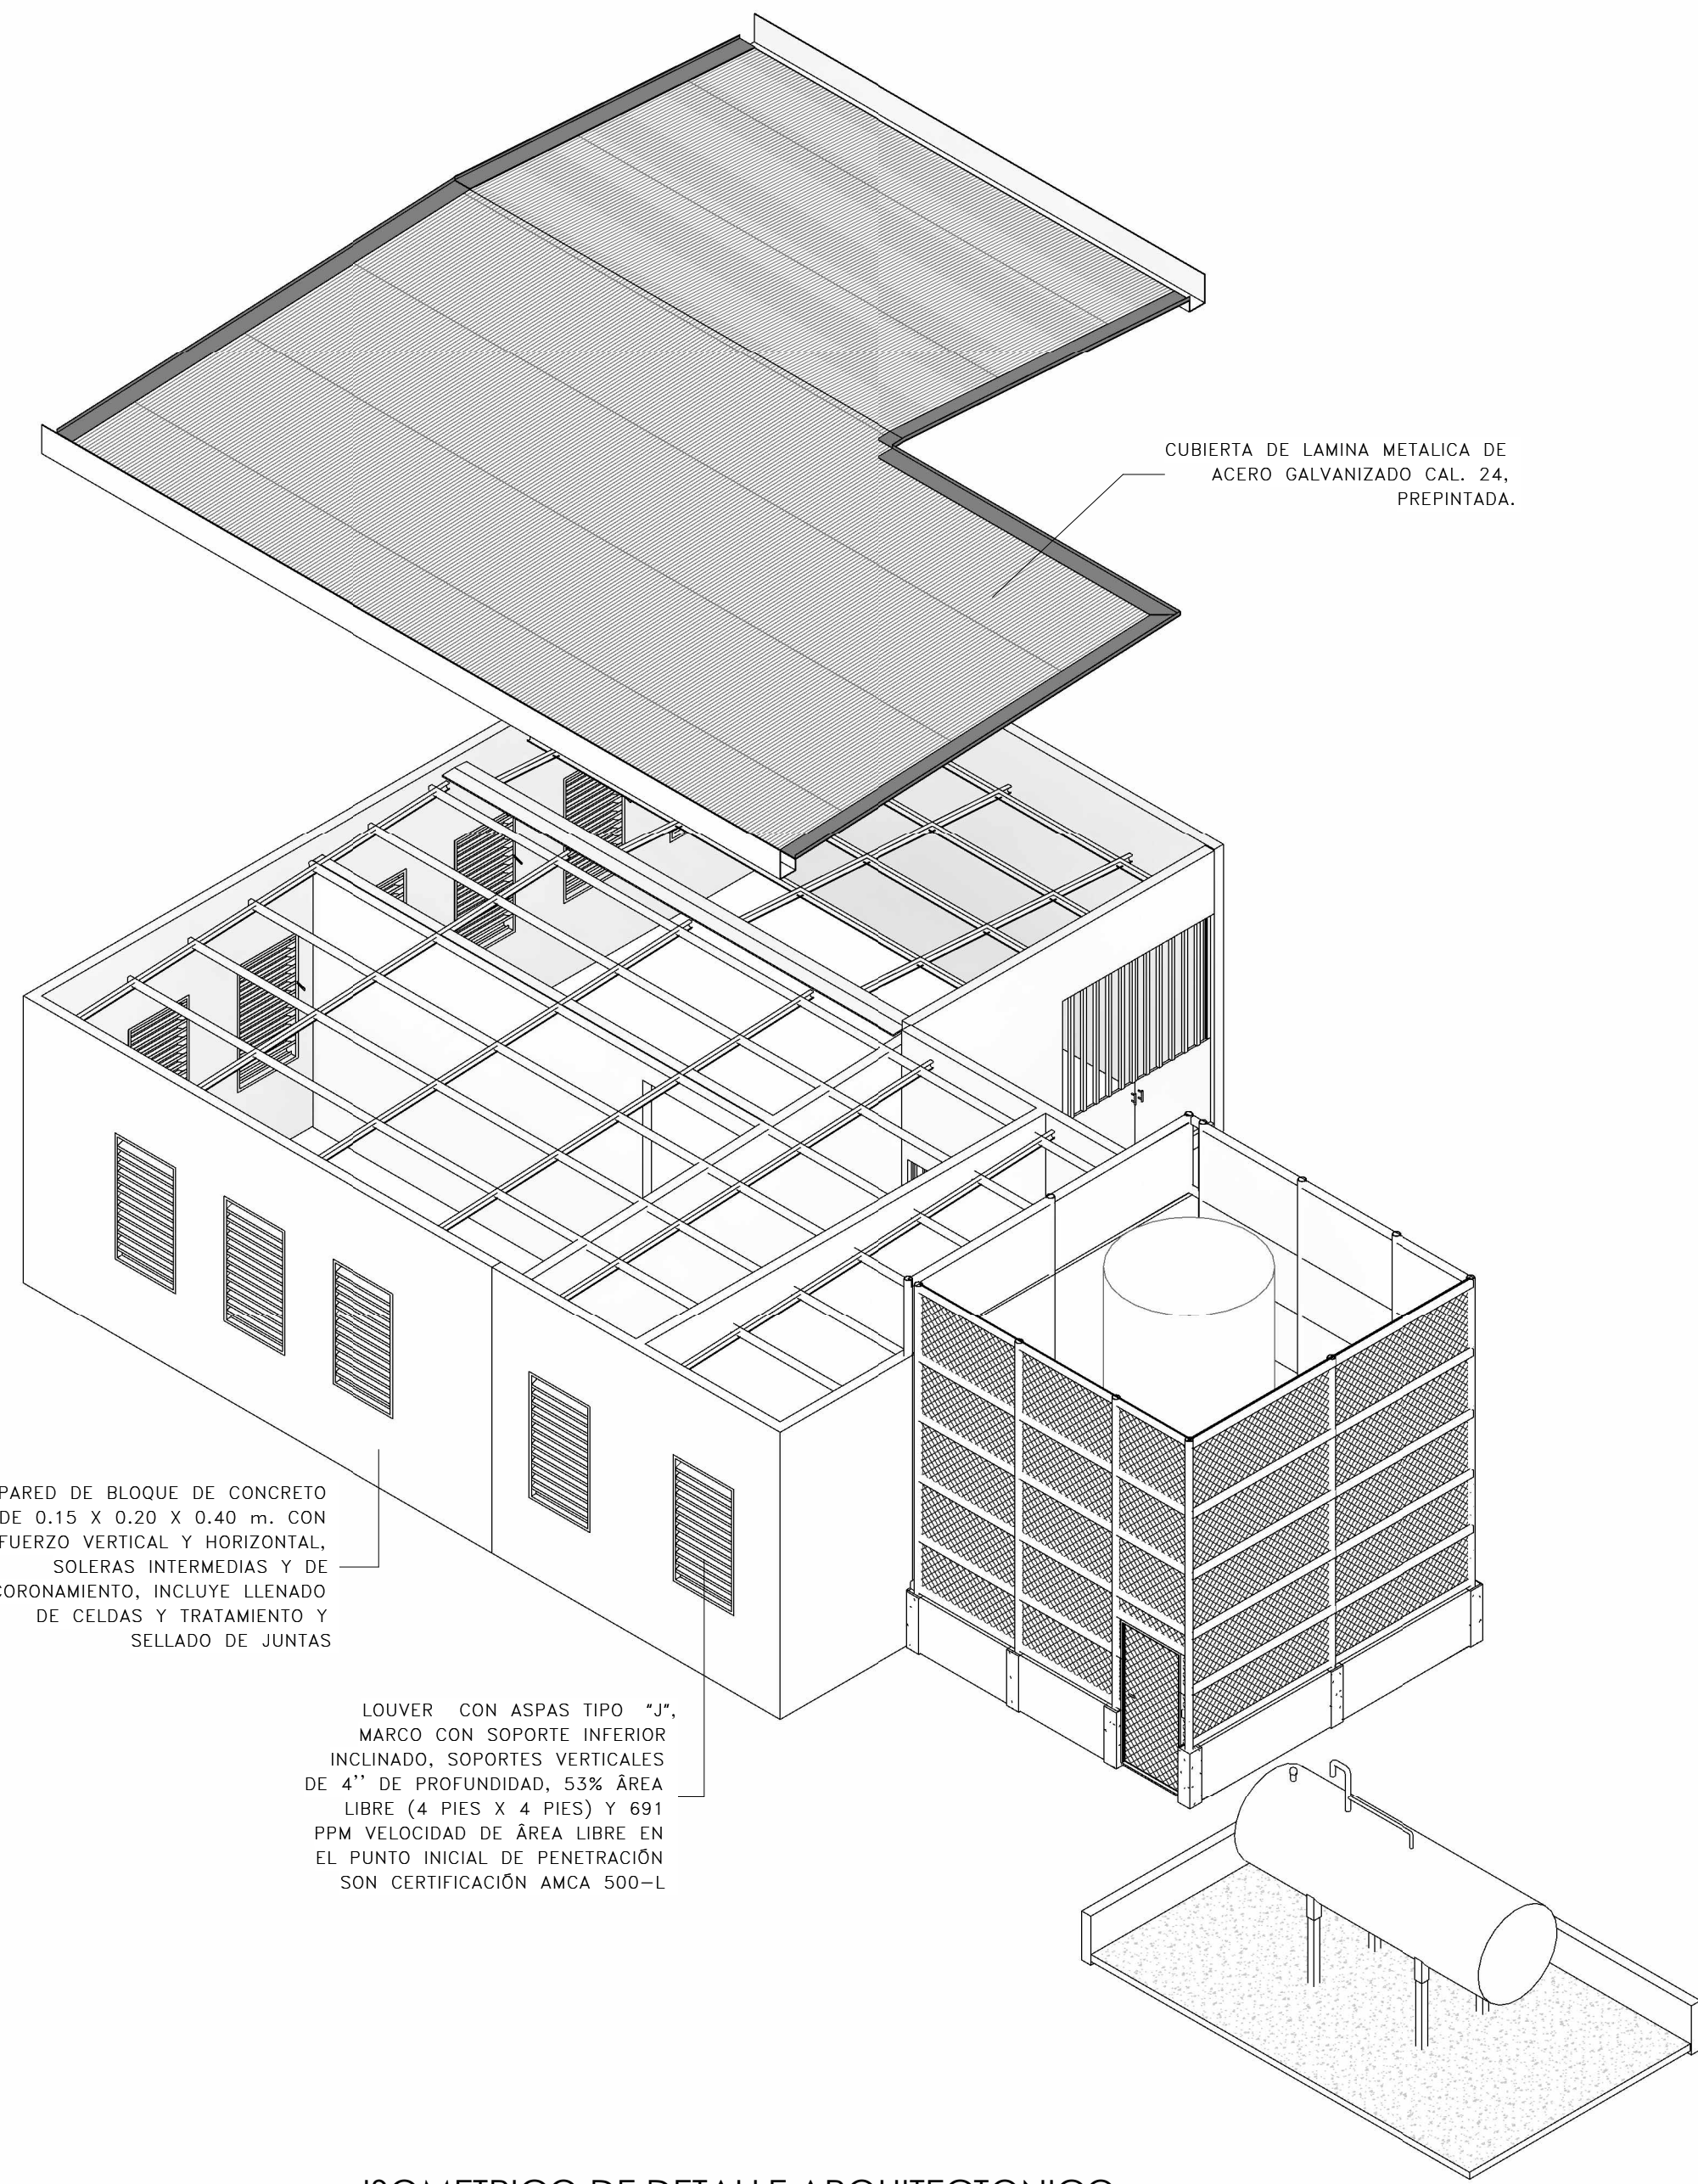 CUBIERTA DE LAMINA METALICA DE
ACERO GALVANIZADO CAL. 24,
PREPINTADA.
PARED DE BLOQUE DE CONCRETO
DE 0.15 X 0.20 X 0.40 m. CON
FUERZO VERTICAL Y HORIZONTAL,
SOLERAS INTERMEDIAS Y DE
CORONAMIENTO, INCLUYE LLENADO
DE CELDAS Y TRATAMIENTO Y
SELLADO DE JUNTAS
LOUVER CON ASPAS TIPO "J",
MARCO CON SOPORTE INFERIOR
INCLINADO, SOPORTES VERTICALES
DE 4'' DE PROFUNDIDAD, 53% ÂREA
LIBRE (4 PIES X 4 PIES) Y 691
PPM VELOCIDAD DE ÂREA LIBRE EN
EL PUNTO INICIAL DE PENETRACIÕN
SON CERTIFICACIÕN AMCA 500-L
ISOMETRICO DE DETALLE ARQUITECTONICO